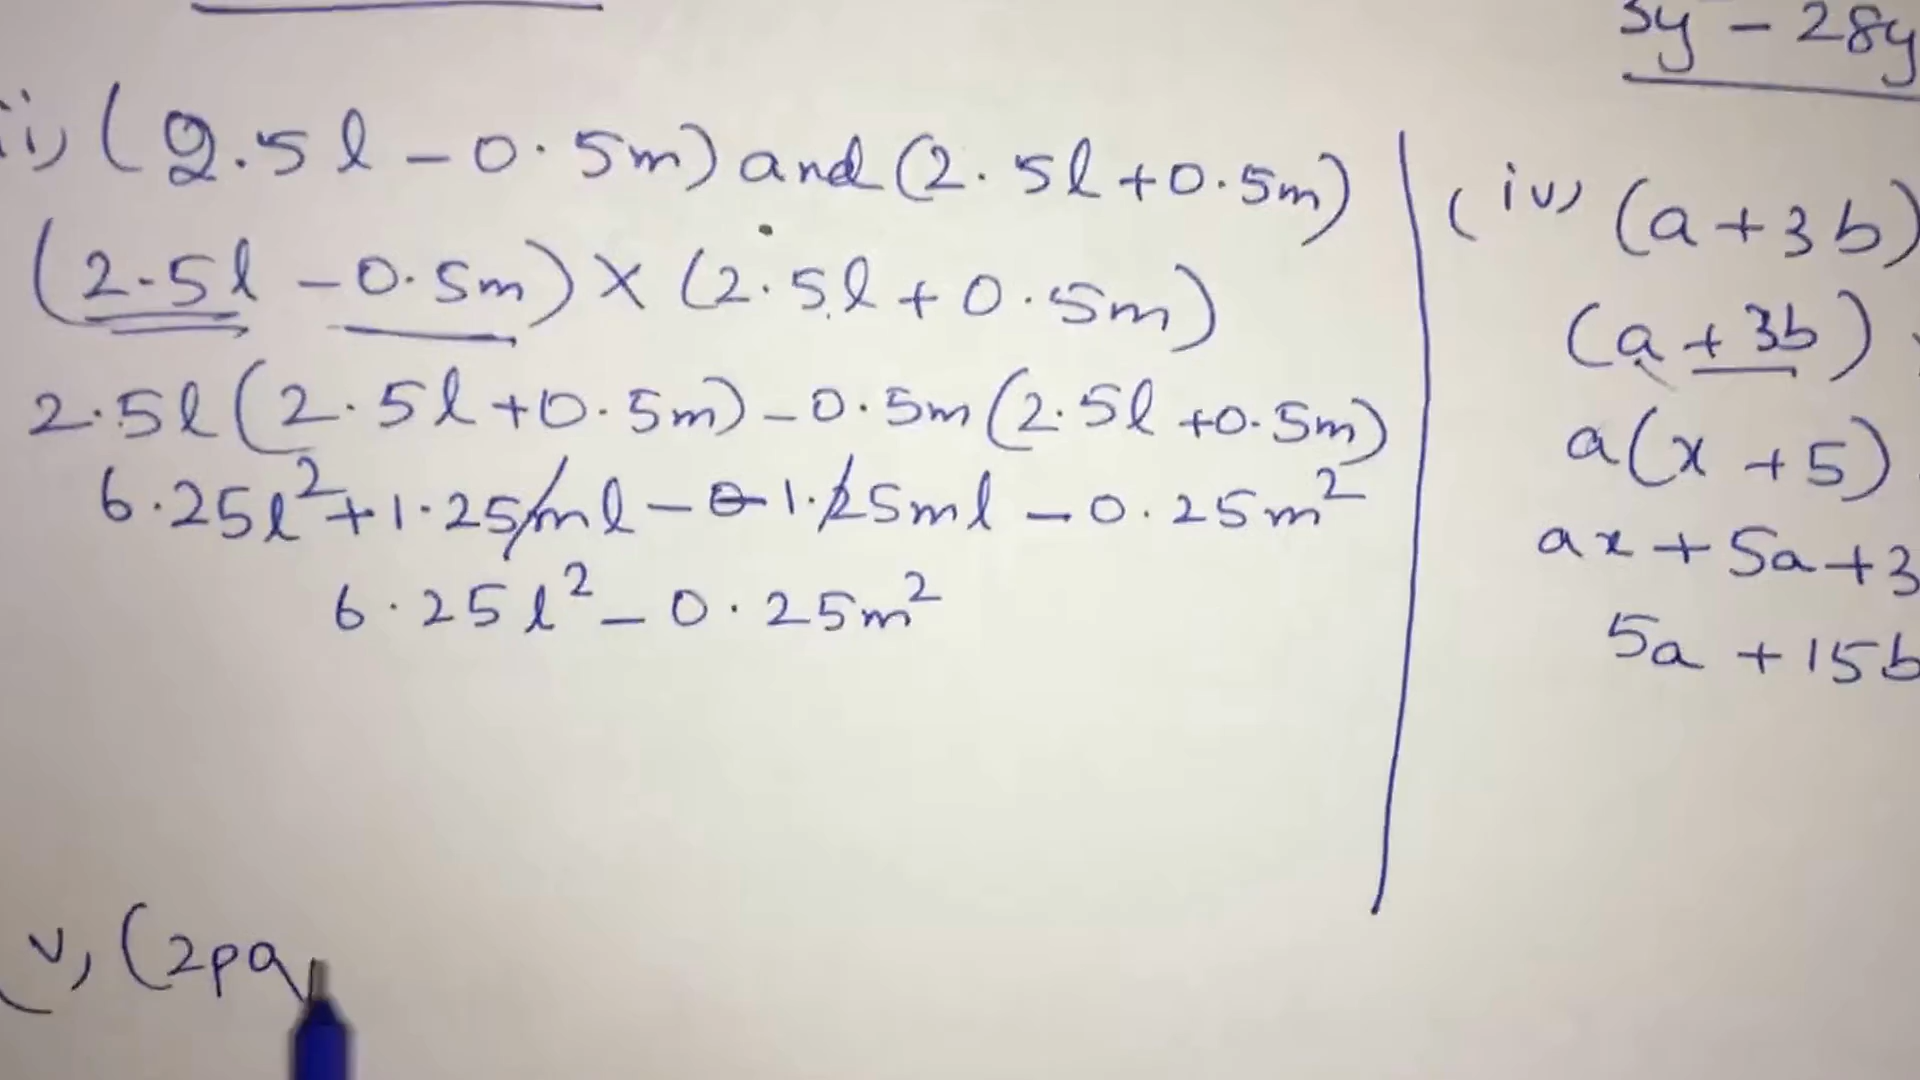 3y - 28y
ii) (2.5l - 0.5m) and (2.5l + 0.5m)
(2.5l - 0.5m) × (2.5l + 0.5m)
2.5l(2.5l + 0.5m) - 0.5m(2.5l + 0.5m)
6.25l² + 1.25ml - 1.25ml - 0.25m²
6.25l² - 0.25m²
(iv) (a + 3b)
(a + 3b)
a(x + 5)
ax + 5a + 3
5a + 15b
(v) (2pq